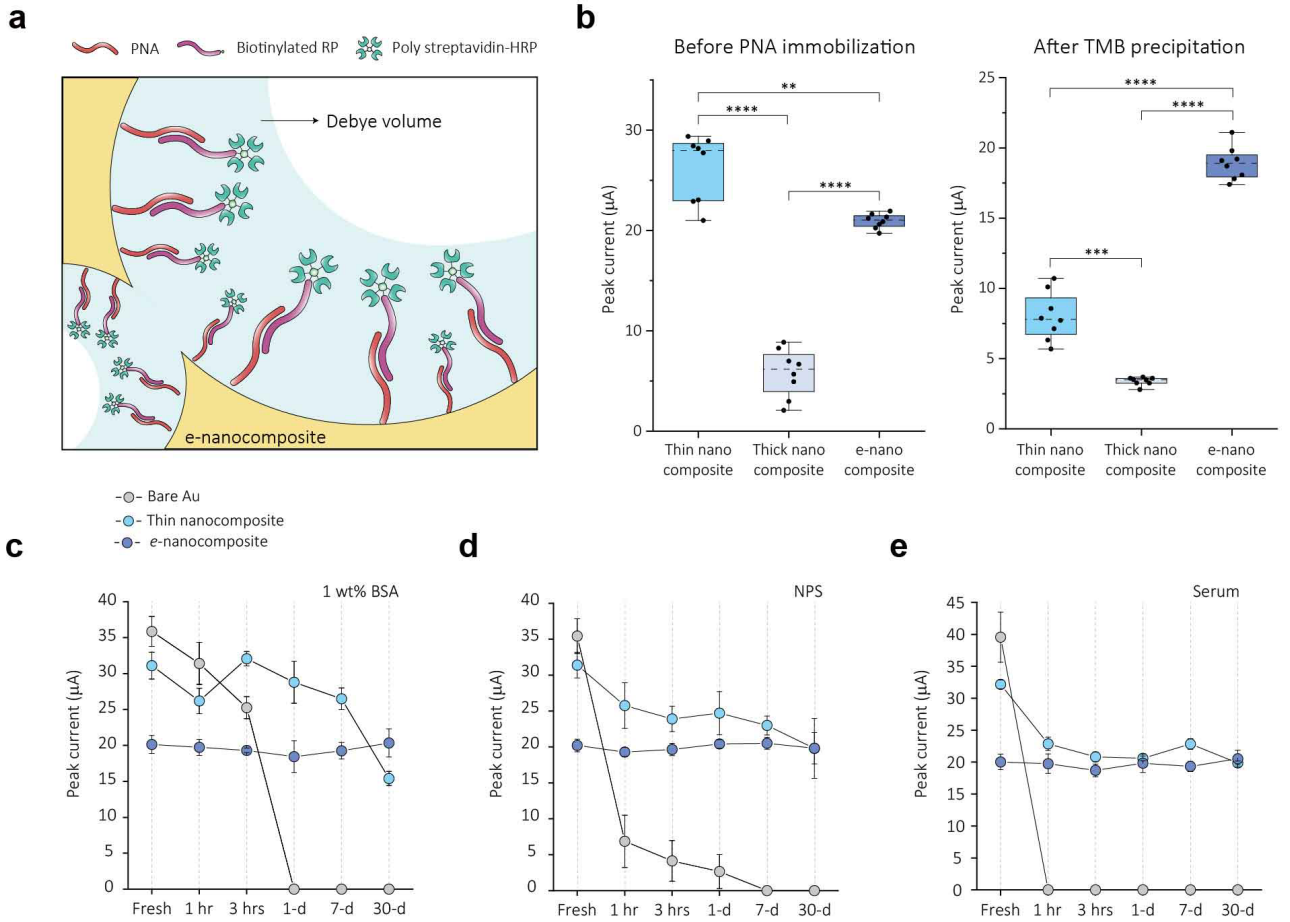 a
PNA
Biotinylated RP
Poly streptavidin-HRP
Debye volume
e-nanocomposite
b
Before PNA immobilization
Peak current (µA)
30
20
10
0
**
****
****
Thin nano
composite
Thick nano
composite
e-nano
composite
After TMB precipitation
Peak current (µA)
25
20
15
10
5
0
****
****
***
Thin nano
composite
Thick nano
composite
e-nano
composite
Bare Au
Thin nanocomposite
e-nanocomposite
c
1 wt% BSA
Peak current (µA)
40
35
30
25
20
15
10
5
0
Fresh 1 hr 3 hrs 1-d 7-d 30-d
d
NPS
Peak current (µA)
40
35
30
25
20
15
10
5
0
Fresh 1 hr 3 hrs 1-d 7-d 30-d
e
Serum
Peak current (µA)
45
40
35
30
25
20
15
10
5
0
Fresh 1 hr 3 hrs 1-d 7-d 30-d